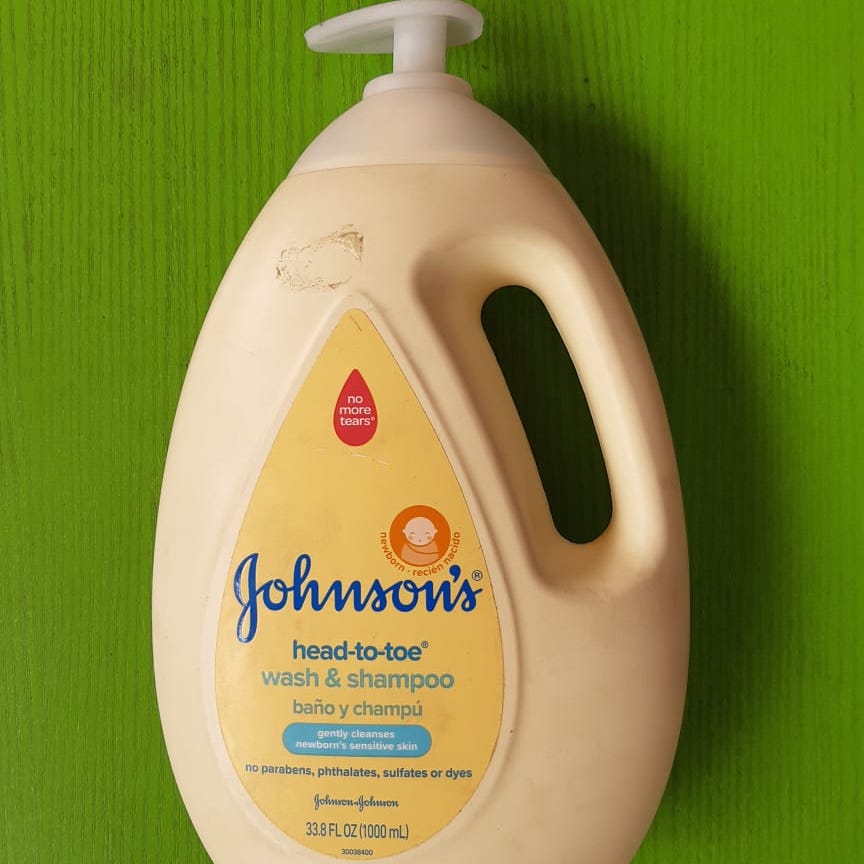 no
more
tears®
newborn · recién nacido
Johnson's®
head-to-toe®
wash & shampoo
baño y champú
gently cleanses
newborn's sensitive skin
no parabens, phthalates, sulfates or dyes
Johnson & Johnson
33.8 FL OZ (1000 mL)
30038400